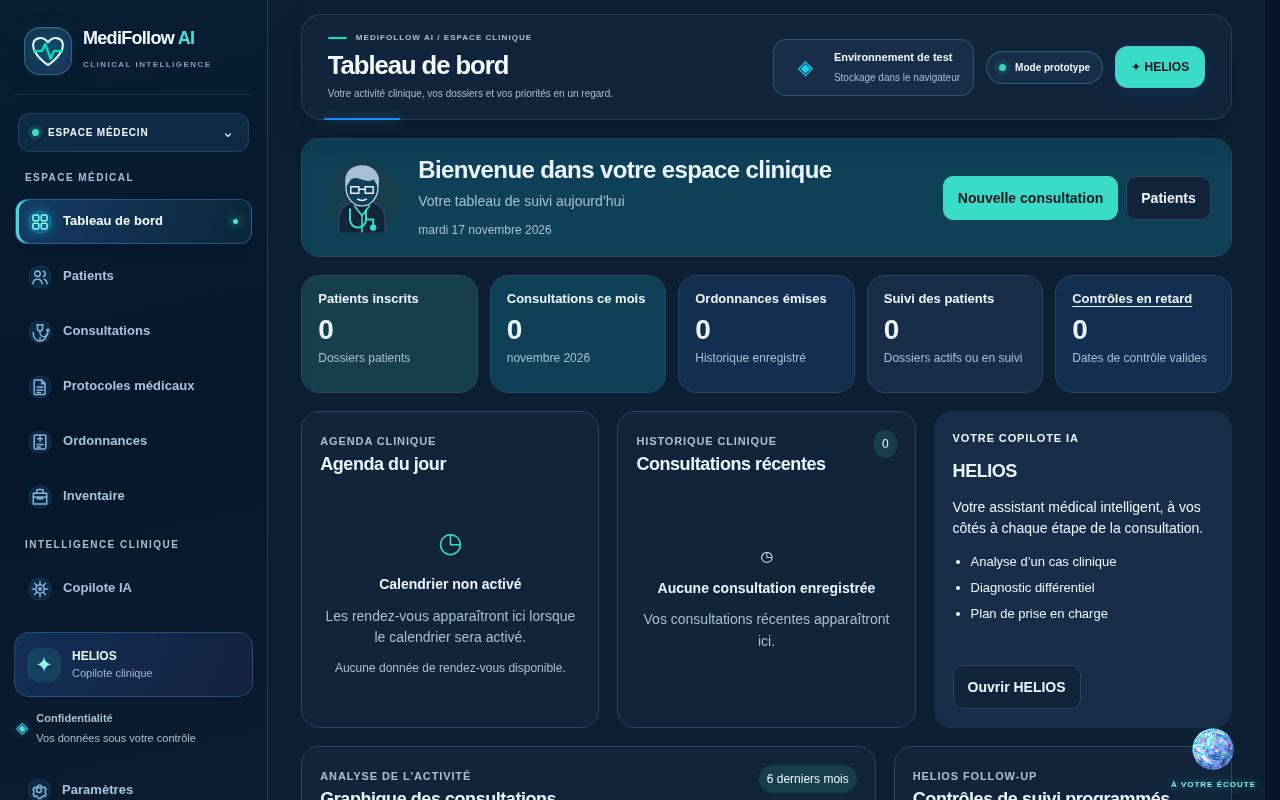 MediFollow AI
CLINICAL INTELLIGENCE
ESPACE MÉDECIN
ESPACE MÉDICAL
Tableau de bord
Patients
Consultations
Protocoles médicaux
Ordonnances
Inventaire
INTELLIGENCE CLINIQUE
Copilote IA
HELIOS
Copilote clinique
Confidentialité
Vos données sous votre contrôle
Paramètres
MEDIFOLLOW AI / ESPACE CLINIQUE
Tableau de bord
Votre activité clinique, vos dossiers et vos priorités en un regard.
Environnement de test
Stockage dans le navigateur
Mode prototype
✦ HELIOS
Bienvenue dans votre espace clinique
Votre tableau de suivi aujourd'hui
mardi 17 novembre 2026
Nouvelle consultation
Patients
Patients inscrits
0
Dossiers patients
Consultations ce mois
0
novembre 2026
Ordonnances émises
0
Historique enregistré
Suivi des patients
0
Dossiers actifs ou en suivi
Contrôles en retard
0
Dates de contrôle valides
AGENDA CLINIQUE
Agenda du jour
Calendrier non activé
Les rendez-vous apparaîtront ici lorsque
le calendrier sera activé.
Aucune donnée de rendez-vous disponible.
HISTORIQUE CLINIQUE
Consultations récentes
0
Aucune consultation enregistrée
Vos consultations récentes apparaîtront
ici.
VOTRE COPILOTE IA
HELIOS
Votre assistant médical intelligent, à vos
côtés à chaque étape de la consultation.
• Analyse d’un cas clinique
• Diagnostic différentiel
• Plan de prise en charge
Ouvrir HELIOS
ANALYSE DE L'ACTIVITÉ
Graphique des consultations
6 derniers mois
HELIOS FOLLOW-UP
Contrôles de suivi programmés
À VOTRE ÉCOUTE